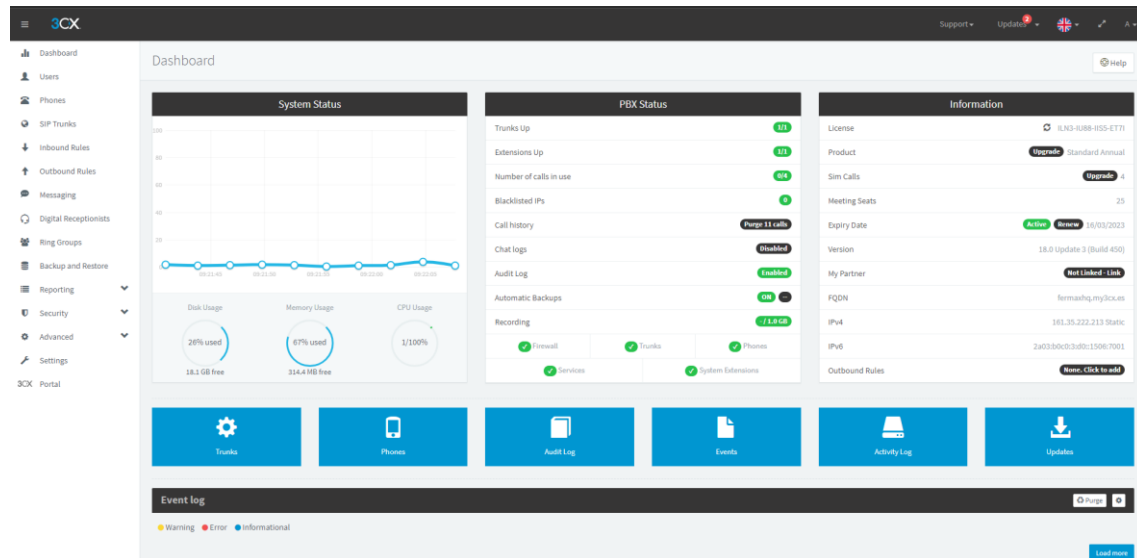 3CX
Support
Updates 2
A
Dashboard
Users
Phones
SIP Trunks
Inbound Rules
Outbound Rules
Messaging
Digital Receptionists
Ring Groups
Backup and Restore
Reporting
Security
Advanced
Settings
3CX Portal
Dashboard
Help
System Status
100
80
60
40
20
Disk Usage
Memory Usage
CPU Usage
26% used
67% used
1/100%
18.1 GB free
314.4 MB free
PBX Status
Trunks Up 1/1
Extensions Up 1/1
Number of calls in use 0/4
Blacklisted IPs
Call history Purge 11 calls
Chat logs Disabled
Audit Log Enabled
Automatic Backups ON
Recording - / 1.0 GB
Firewall
Trunks
Phones
Services
System Extensions
Information
License
Product Upgrade Standard Annual
Sim Calls Upgrade 4
Meeting Seats 25
Expiry Date Active Renew 16/03/2023
Version 18.0 Update 3 (Build 450)
My Partner Not Linked - Link
FQDN fermaxhq.my3cx.es
IPv4 161.35.222.213 Static
IPv6
Outbound Rules None. Click to add
Trunks
Phones
Audit Log
Events
Activity Log
Updates
Event log
Purge
Warning Error Informational
Load more